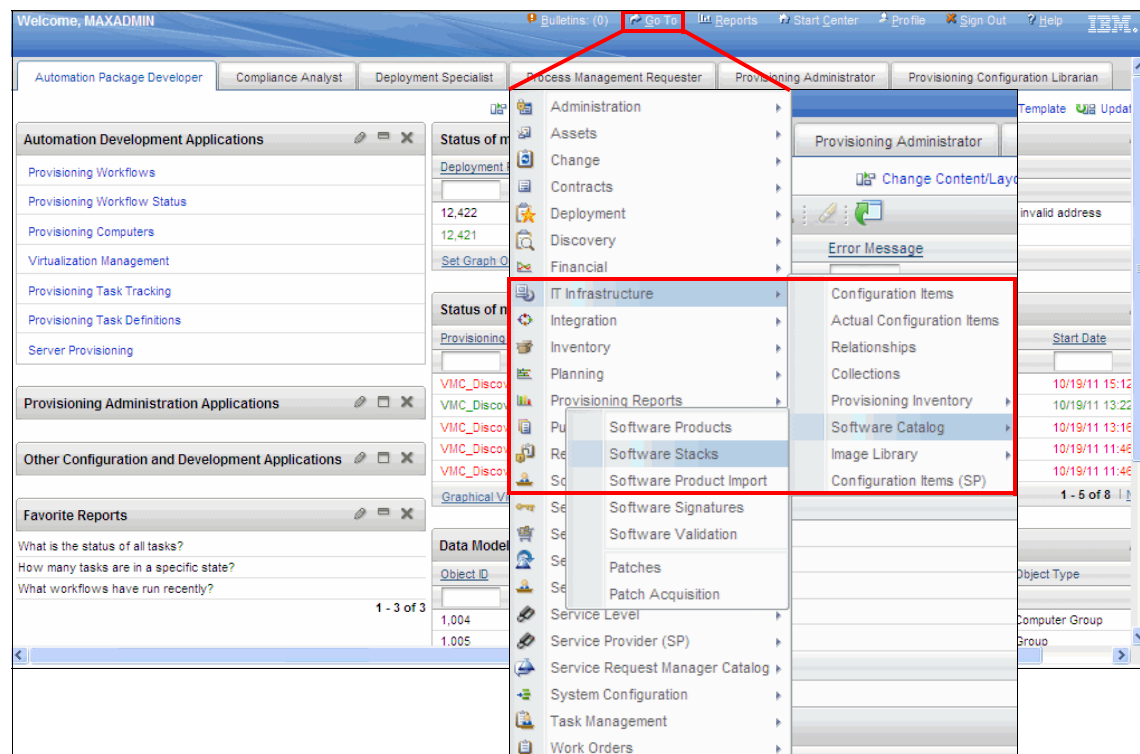 Welcome, MAXADMIN
Bulletins: (0) Go To Reports Start Center Profile Sign Out ? Help IBM.
Automation Package Developer Compliance Analyst Deployment Specialist Process Management Requester Provisioning Administrator Provisioning Configuration Librarian
Template Updat
Automation Development Applications
Provisioning Workflows
Provisioning Workflow Status
Provisioning Computers
Virtualization Management
Provisioning Task Tracking
Provisioning Task Definitions
Server Provisioning
Provisioning Administration Applications
Other Configuration and Development Applications
Favorite Reports
What is the status of all tasks?
How many tasks are in a specific state?
What workflows have run recently?
1 - 3 of 3
Status of m
Deployment
12,422
12,421
Set Graph O
Status of m
Provisioning
VMC_Discov
VMC_Discov
VMC_Discov
VMC_Discov
VMC_Discov
Graphical Vi
Data Model
Object ID
1,004
1.005
Administration
Assets
Change
Contracts
Deployment
Discovery
Financial
IT Infrastructure
Integration
Inventory
Planning
Provisioning Reports
Pu
Re
Sc
Se
Se
Se
Se
Service Level
Service Provider (SP)
Service Request Manager Catalog
System Configuration
Task Management
Work Orders
Software Products
Software Stacks
Software Product Import
Software Signatures
Software Validation
Patches
Patch Acquisition
Provisioning Administrator
Change Content/Layo
Error Message
Configuration Items
Actual Configuration Items
Relationships
Collections
Provisioning Inventory
Software Catalog
Image Library
Configuration Items (SP)
invalid address
Start Date
10/19/11 15:12
10/19/11 13:22
10/19/11 13:16
10/19/11 11:46
10/19/11 11:46
1 - 5 of 8
Object Type
Computer Group
Group